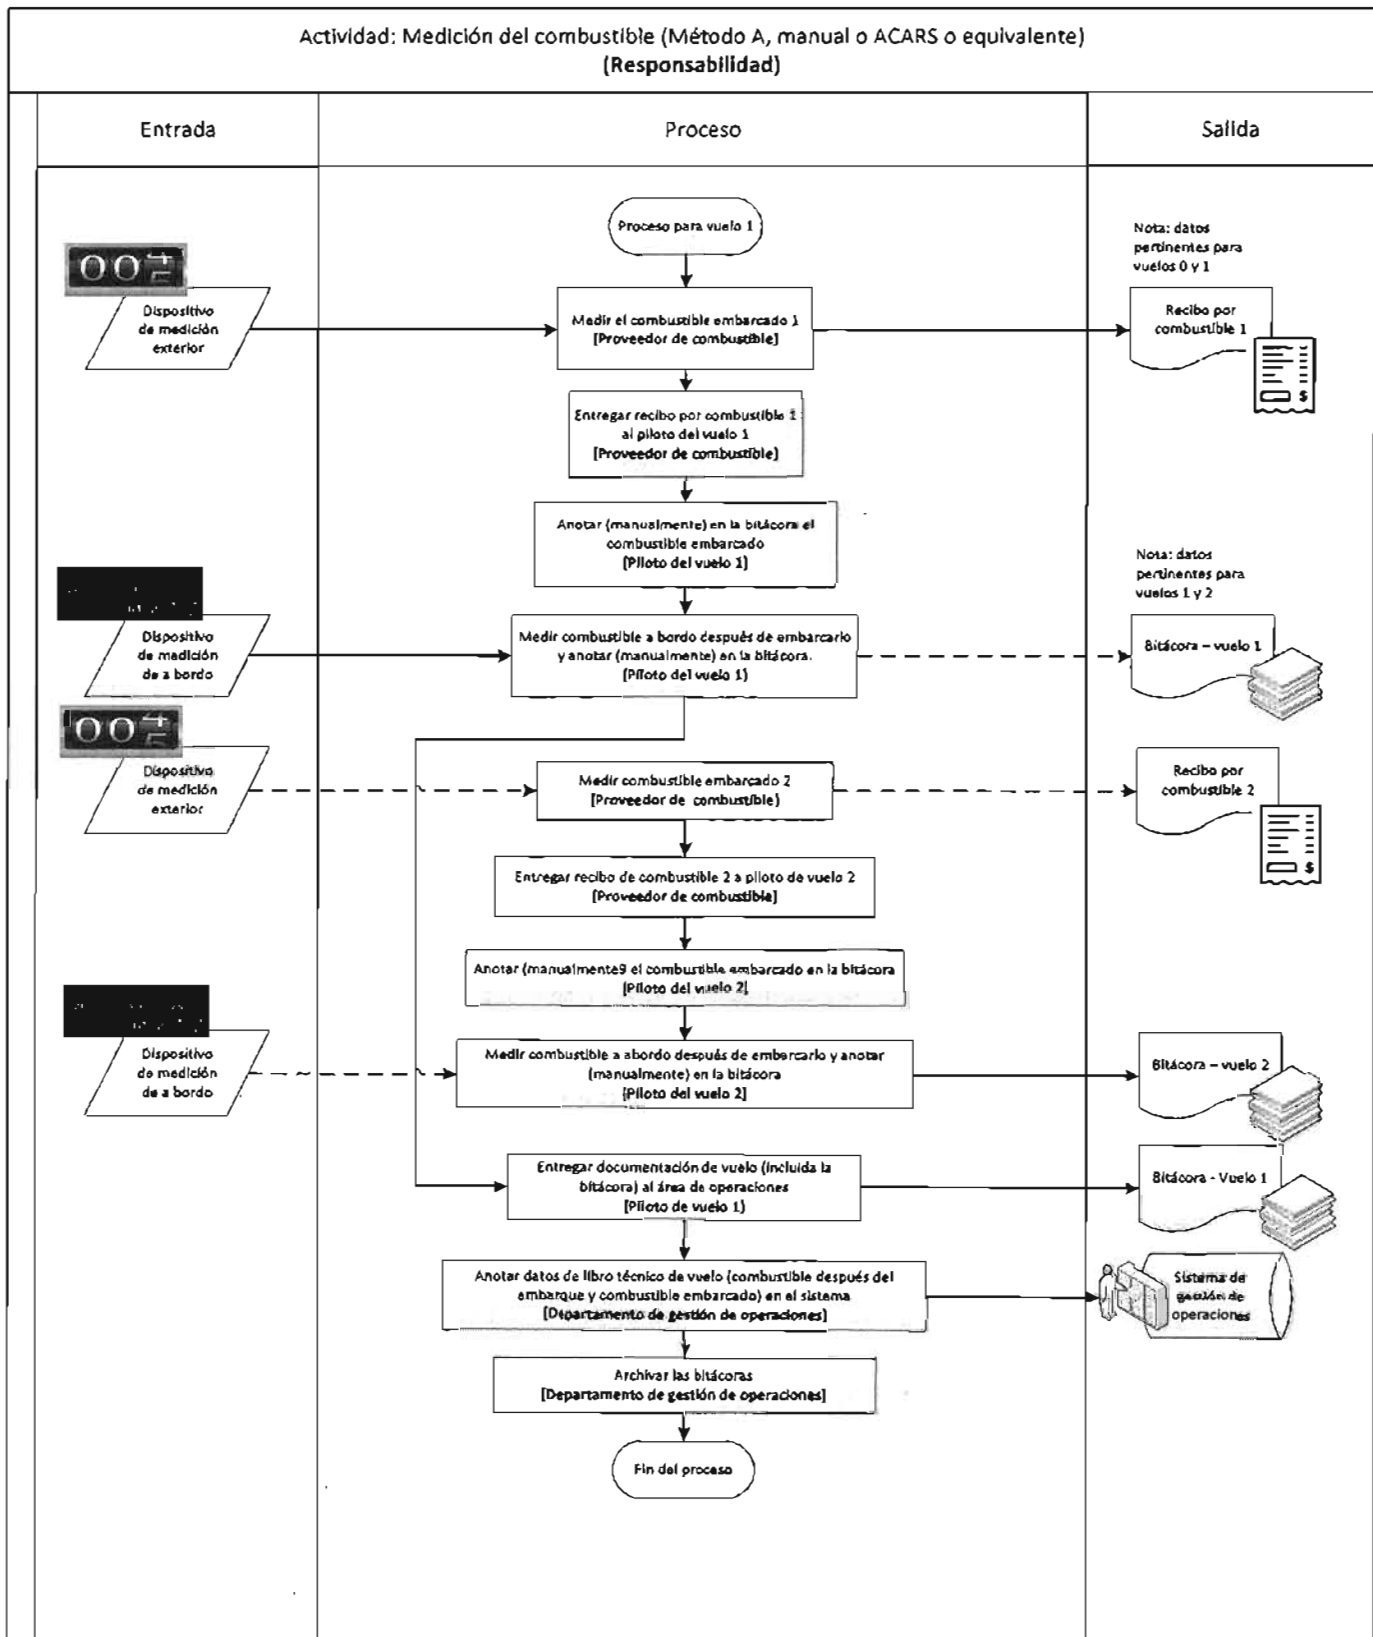 Actividad: Medición del combustible (Método A, manual o ACARS o equivalente)
(Responsabilidad)
Entrada
Proceso
Salida
Proceso para vuelo 1
Nota: datos
pertinentes para
vuelos 0 y 1
Dispositivo
de medición
exterior
Medir el combustible embarcado 1
[Proveedor de combustible]
Recibo por
combustible 1
$
Entregar recibo por combustible 1
al piloto del vuelo 1
[Proveedor de combustible]
Anotar (manualmente) en la bitácora el
combustible embarcado
[Piloto del vuelo 1)
Nota: datos
pertinentes para
vuelos 1 y 2
Dispositivo
de medición
de a bordo
Medir combustible a bordo después de embarcarlo
y anotar (manualmente) en la bitácora.
(Piloto del vuelo 1)
Bitácora – vuelo 1
Dispositivo
de medición
exterior
Medir combustible embarcado 2
[Proveedor de combustible)
Recibo por
combustible 2
$
Entregar recibo de combustible 2 a piloto de vuelo 2
[Proveedor de combustible]
Anotar (manualmente9 el combustible embarcado en la bitácora
[Piloto del vuelo 2]
Dispositivo
de medición
de a bordo
Medir combustible a abordo después de embarcarlo y anotar
(manualmente) en la bitácora
[Piloto del vuelo 2]
Bitácora – vuelo 2
Entregar documentación de vuelo (incluida la
bitácora) al área de operaciones
(Piloto de vuelo 1)
Bitácora - Vuelo 1
Anotar datos de libro técnico de vuelo (combustible después del
embarque y combustible embarcado) en el sistema
[Departamento de gestión de operaciones]
Sistema de
gestión de
operaciones
Archivar las bitácoras
[Departamento de gestión de operaciones]
Fin del proceso